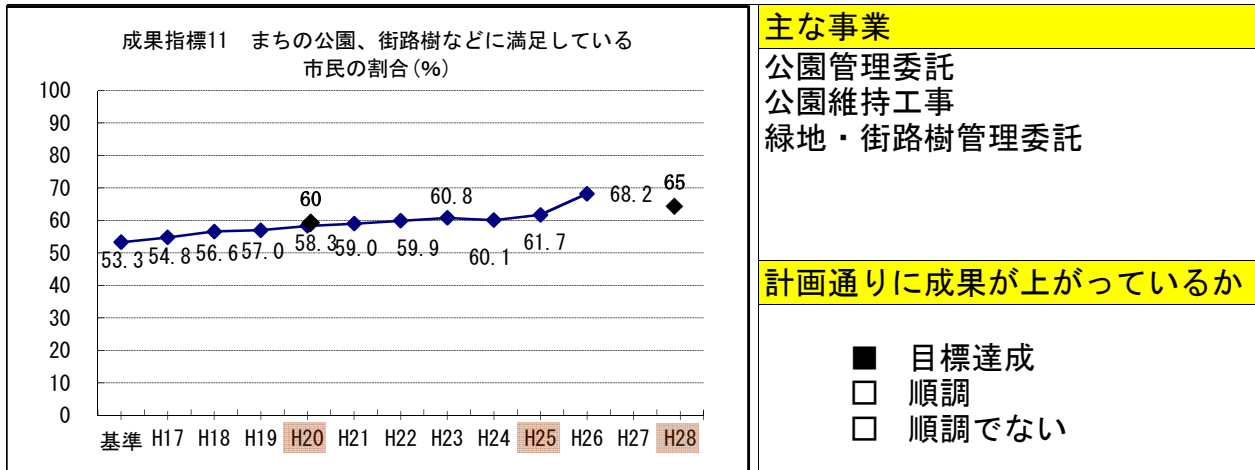 成果指標11 まちの公園、街路樹などに満足している
市民の割合(%)
100
90
80
70
60
50
40
30
20
10
0
53.3
54.8
56.6
57.0
58.3
60
59.0
59.9
60.8
60.1
61.7
68.2
65
基準 H17 H18 H19 H20 H21 H22 H23 H24 H25 H26 H27 H28
主な事業
公園管理委託
公園維持工事
緑地・街路樹管理委託
計画通りに成果が上がっているか
■ 目標達成
□ 順調
□ 順調でない